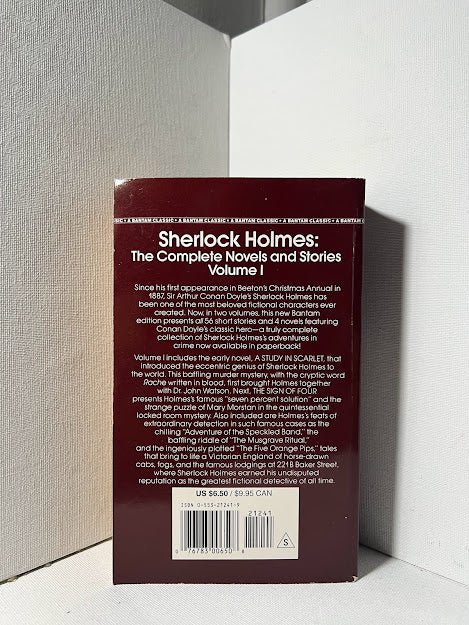 SIC • A BANTAM CLASSIC • A BANTAM CLASSIC • A BANTAM CLASSIC • A BANTAM
Sherlock Holmes:
The Complete Novels and Stories
Volume I
Since his first appearance in Beeton's Christmas Annual in
1887, Sir Arthur Conan Doyle's Sherlock Holmes has
been one of the most beloved fictional characters ever
created. Now, in two volumes, this new Bantam
edition presents all 56 short stories and 4 novels featuring
Conan Doyle's classic hero—a truly complete
collection of Sherlock Holmes's adventures in
crime now available in paperback!
Volume I includes the early novel, A STUDY IN SCARLET, that
introduced the eccentric genius of Sherlock Holmes to
the world. This baffling murder mystery, with the cryptic word
Rache written in blood, first brought Holmes together
with Dr. John Watson. Next, THE SIGN OF FOUR
presents Holmes's famous "seven percent solution" and the
strange puzzle of Mary Morstan in the quintessential
locked room mystery. Also included are Holmes's feats of
extraordinary detection in such famous cases as the
chilling "Adventure of the Speckled Band," the
baffling riddle of "The Musgrave Ritual,"
and the ingeniously plotted "The Five Orange Pips," tales
that bring to life a Victorian England of horse-drawn
cabs, fogs, and the famous lodgings at 221B Baker Street,
where Sherlock Holmes earned his undisputed
reputation as the greatest fictional detective of all time.
US $6.50 / $9.95 CAN
ISBN 0-553-21241-9
21241
0 76783 00650 8
S